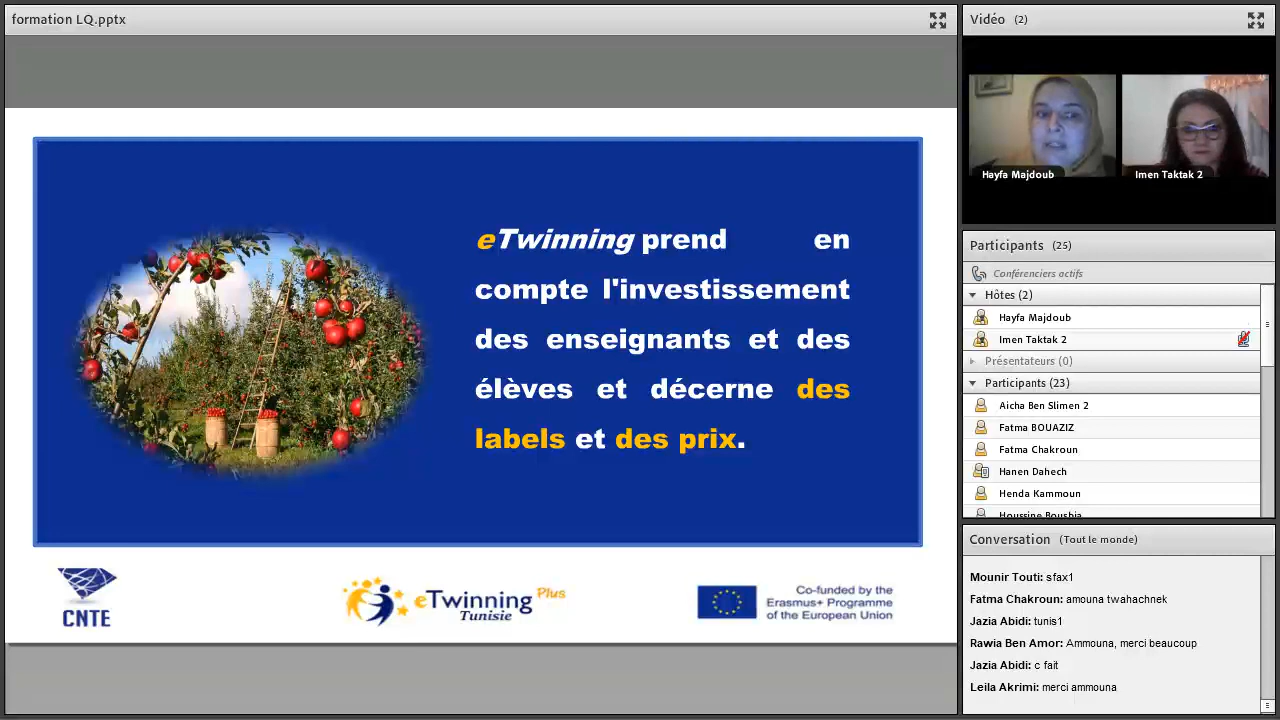 formation LQ.pptx
eTwinning prend en
compte l'investissement
des enseignants et des
élèves et décerne des
labels et des prix.
CNTE
eTwinning Plus
Tunisie
Co-funded by the
Erasmus+ Programme
of the European Union
Vidéo (2)
Hayfa Majdoub
Imen Taktak 2
Participants (25)
Conférenciers actifs
Hôtes (2)
Hayfa Majdoub
Imen Taktak 2
Présentateurs (0)
Participants (23)
Aicha Ben Slimen 2
Fatma BOUAZIZ
Fatma Chakroun
Hanen Dahech
Henda Kammoun
Houssine Bousbia
Conversation (Tout le monde)
Mounir Touti: sfax1
Fatma Chakroun: amouna twahachnek
Jazia Abidi: tunis1
Rawia Ben Amor: Ammouna, merci beaucoup
Jazia Abidi: c fait
Leila Akrimi: merci ammouna